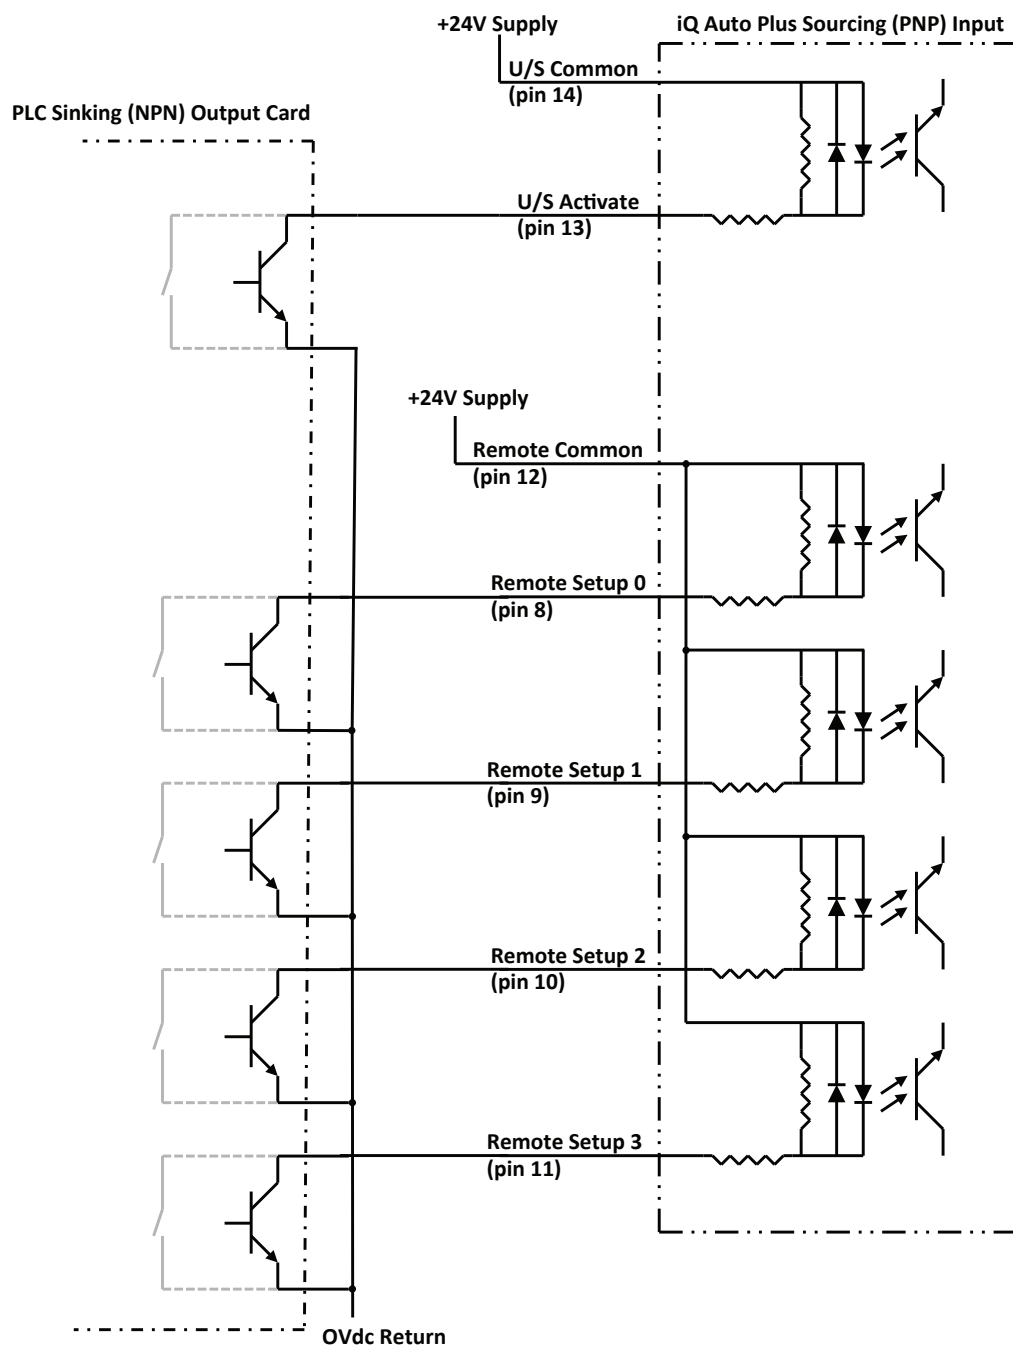 +24V Supply
iQ Auto Plus Sourcing (PNP) Input
U/S Common
(pin 14)
PLC Sinking (NPN) Output Card
U/S Activate
(pin 13)
+24V Supply
Remote Common
(pin 12)
Remote Setup 0
(pin 8)
Remote Setup 1
(pin 9)
Remote Setup 2
(pin 10)
Remote Setup 3
(pin 11)
OVdc Return